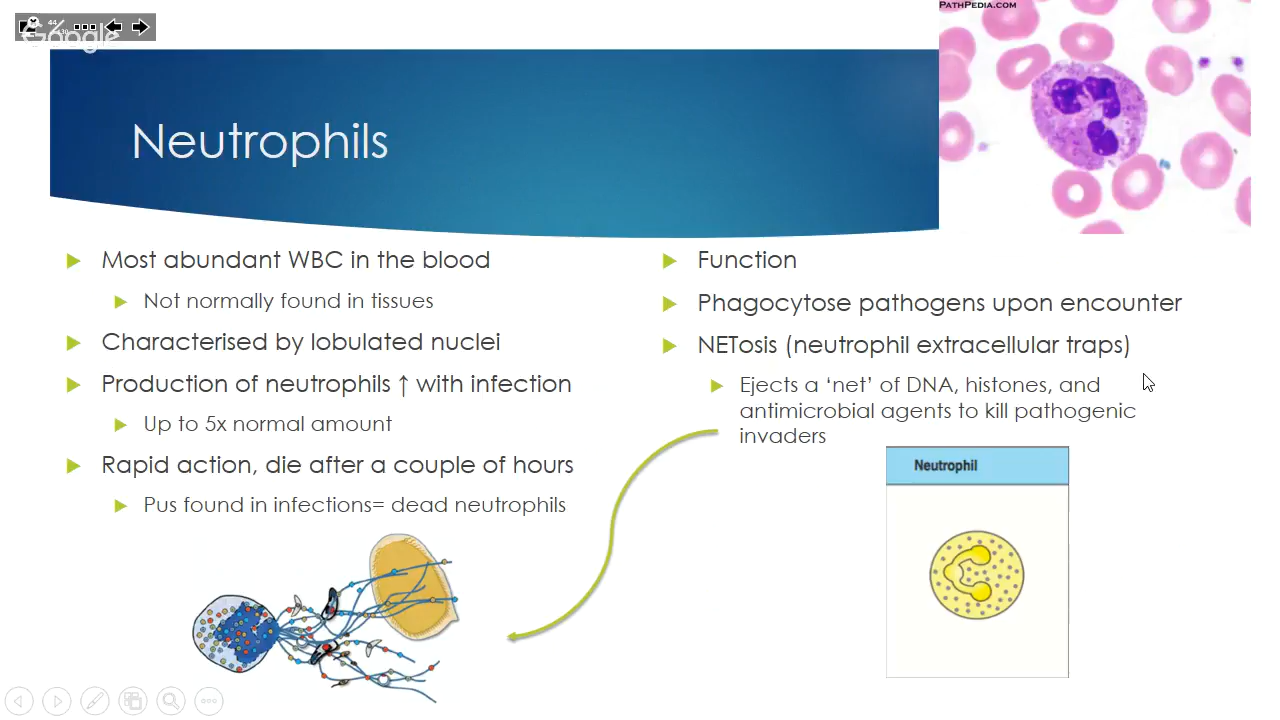 PATHPEDIA.COM
44
Google
Neutrophils
Most abundant WBC in the blood
Not normally found in tissues
Characterised by lobulated nuclei
Production of neutrophils ↑ with infection
Up to 5x normal amount
Rapid action, die after a couple of hours
Pus found in infections= dead neutrophils
Function
Phagocytose pathogens upon encounter
NETosis (neutrophil extracellular traps)
Ejects a ‘net’ of DNA, histones, and
antimicrobial agents to kill pathogenic
invaders
Neutrophil